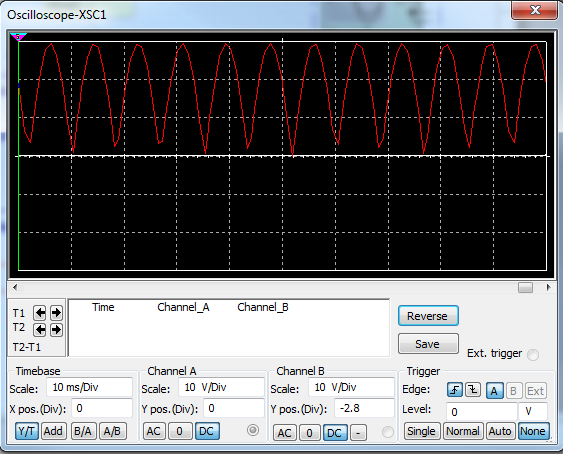 Oscilloscope-XSC1
Time Channel_A Channel_B
T1
T2
T2-T1
Reverse
Save
Ext. trigger
Timebase
Scale: 10 ms/Div
X pos.(Div): 0
Y/T Add B/A A/B
Channel A
Scale: 10 V/Div
Y pos.(Div): 0
AC 0 DC
Channel B
Scale: 10 V/Div
Y pos.(Div): -2.8
AC 0 DC -
Trigger
Edge: A B Ext
Level: 0 V
Single Normal Auto None